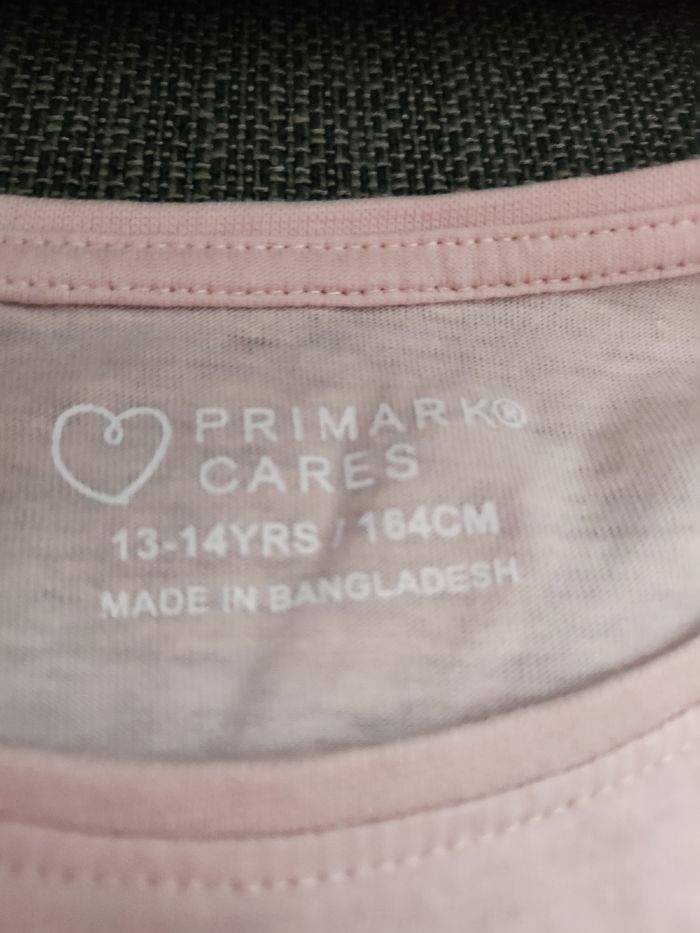 PRIMARK®
CARES
13-14YRS / 164CM
MADE IN BANGLADESH